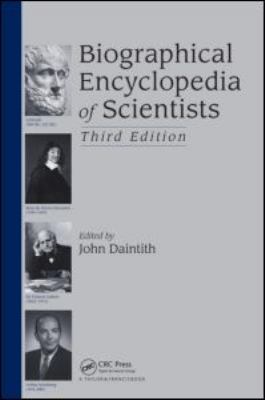 Biographical
Encyclopedia
of Scientists
Third Edition
Edited by
John Daintith
CRC Press